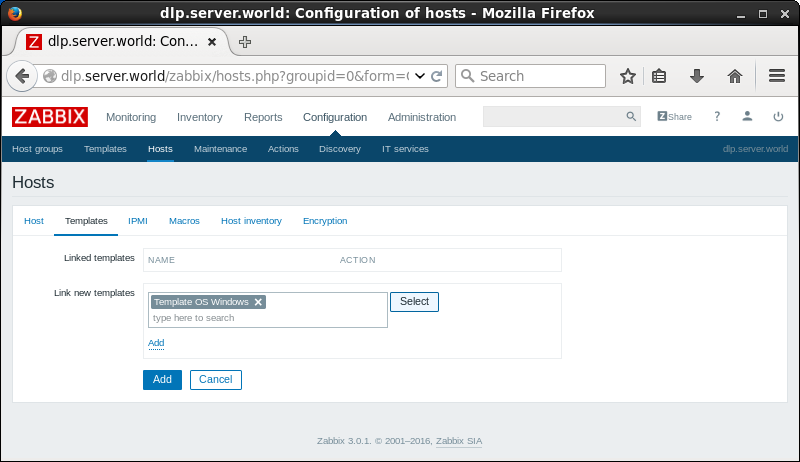 dlp.server.world: Configuration of hosts - Mozilla Firefox
dlp.server.world: Con...
dlp.server.world/zabbix/hosts.php?groupid=0&form=
Search
ZABBIX
Monitoring Inventory Reports Configuration Administration
Z Share ?
Host groups Templates Hosts Maintenance Actions Discovery IT services dlp.server.world
Hosts
Host Templates IPMI Macros Host inventory Encryption
Linked templates NAME ACTION
Link new templates
Template OS Windows
Select
type here to search
Add
Add Cancel
Zabbix 3.0.1. © 2001–2016, Zabbix SIA